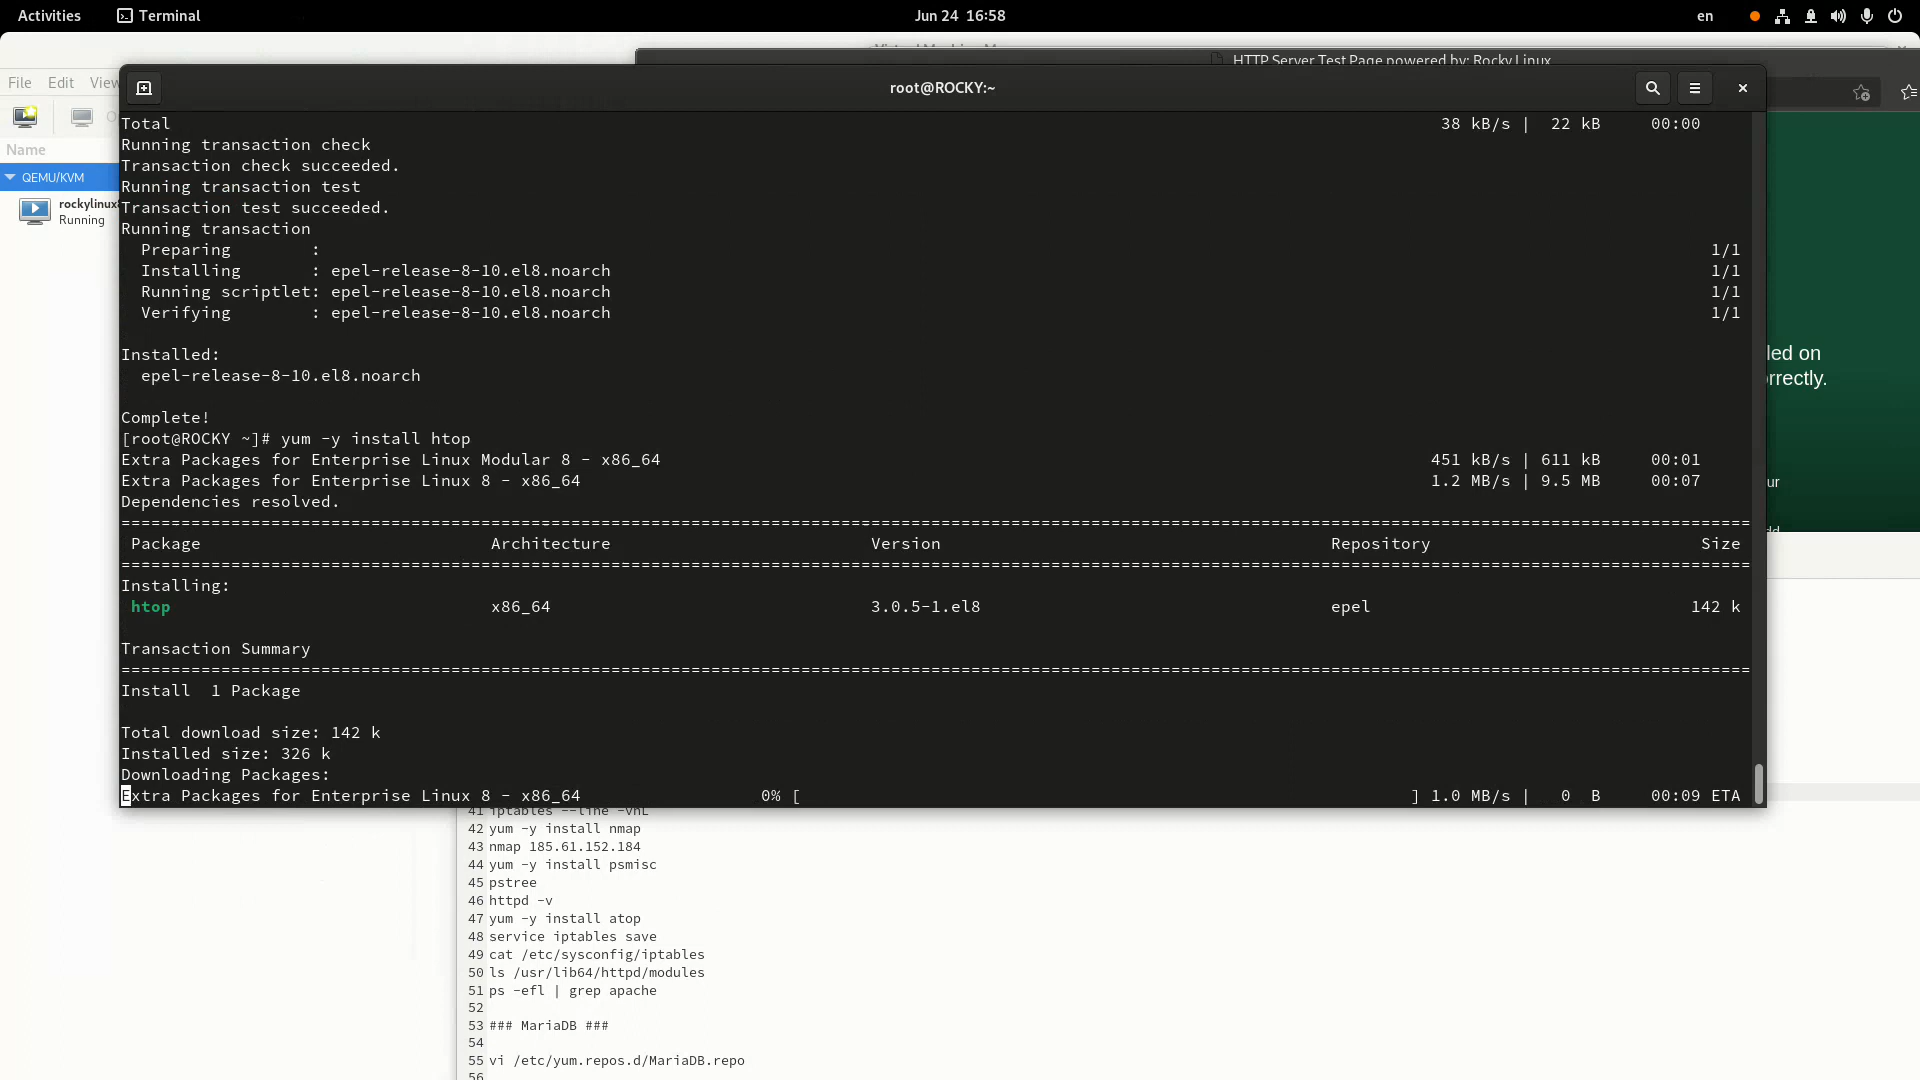 Activities
Terminal
Jun 24 16:58
en
HTTP Server Test Page powered by: Rocky Linux
File Edit View
root@ROCKY:~
Name
QEMU/KVM
rockylinux
Running
Total 38 kB/s | 22 kB 00:00
Running transaction check
Transaction check succeeded.
Running transaction test
Transaction test succeeded.
Running transaction
Preparing : 1/1
Installing : epel-release-8-10.el8.noarch 1/1
Running scriptlet: epel-release-8-10.el8.noarch 1/1
Verifying : epel-release-8-10.el8.noarch 1/1
Installed:
epel-release-8-10.el8.noarch
Complete!
[root@ROCKY ~]# yum -y install htop
Extra Packages for Enterprise Linux Modular 8 - x86_64 451 kB/s | 611 kB 00:01
Extra Packages for Enterprise Linux 8 - x86_64 1.2 MB/s | 9.5 MB 00:07
Dependencies resolved.
Package Architecture Version Repository Size
Installing:
htop x86_64 3.0.5-1.el8 epel 142 k
Transaction Summary
Install 1 Package
Total download size: 142 k
Installed size: 326 k
Downloading Packages:
Extra Packages for Enterprise Linux 8 - x86_64 0% [ ] 1.0 MB/s | 0 B 00:09 ETA
led on
rrectly.
ur
41 iptables --line -vnL
42 yum -y install nmap
43 nmap 185.61.152.184
44 yum -y install psmisc
45 pstree
46 httpd -v
47 yum -y install atop
48 service iptables save
49 cat /etc/sysconfig/iptables
50 ls /usr/lib64/httpd/modules
51 ps -efl | grep apache
52
53 ### MariaDB ###
54
55 vi /etc/yum.repos.d/MariaDB.repo
56